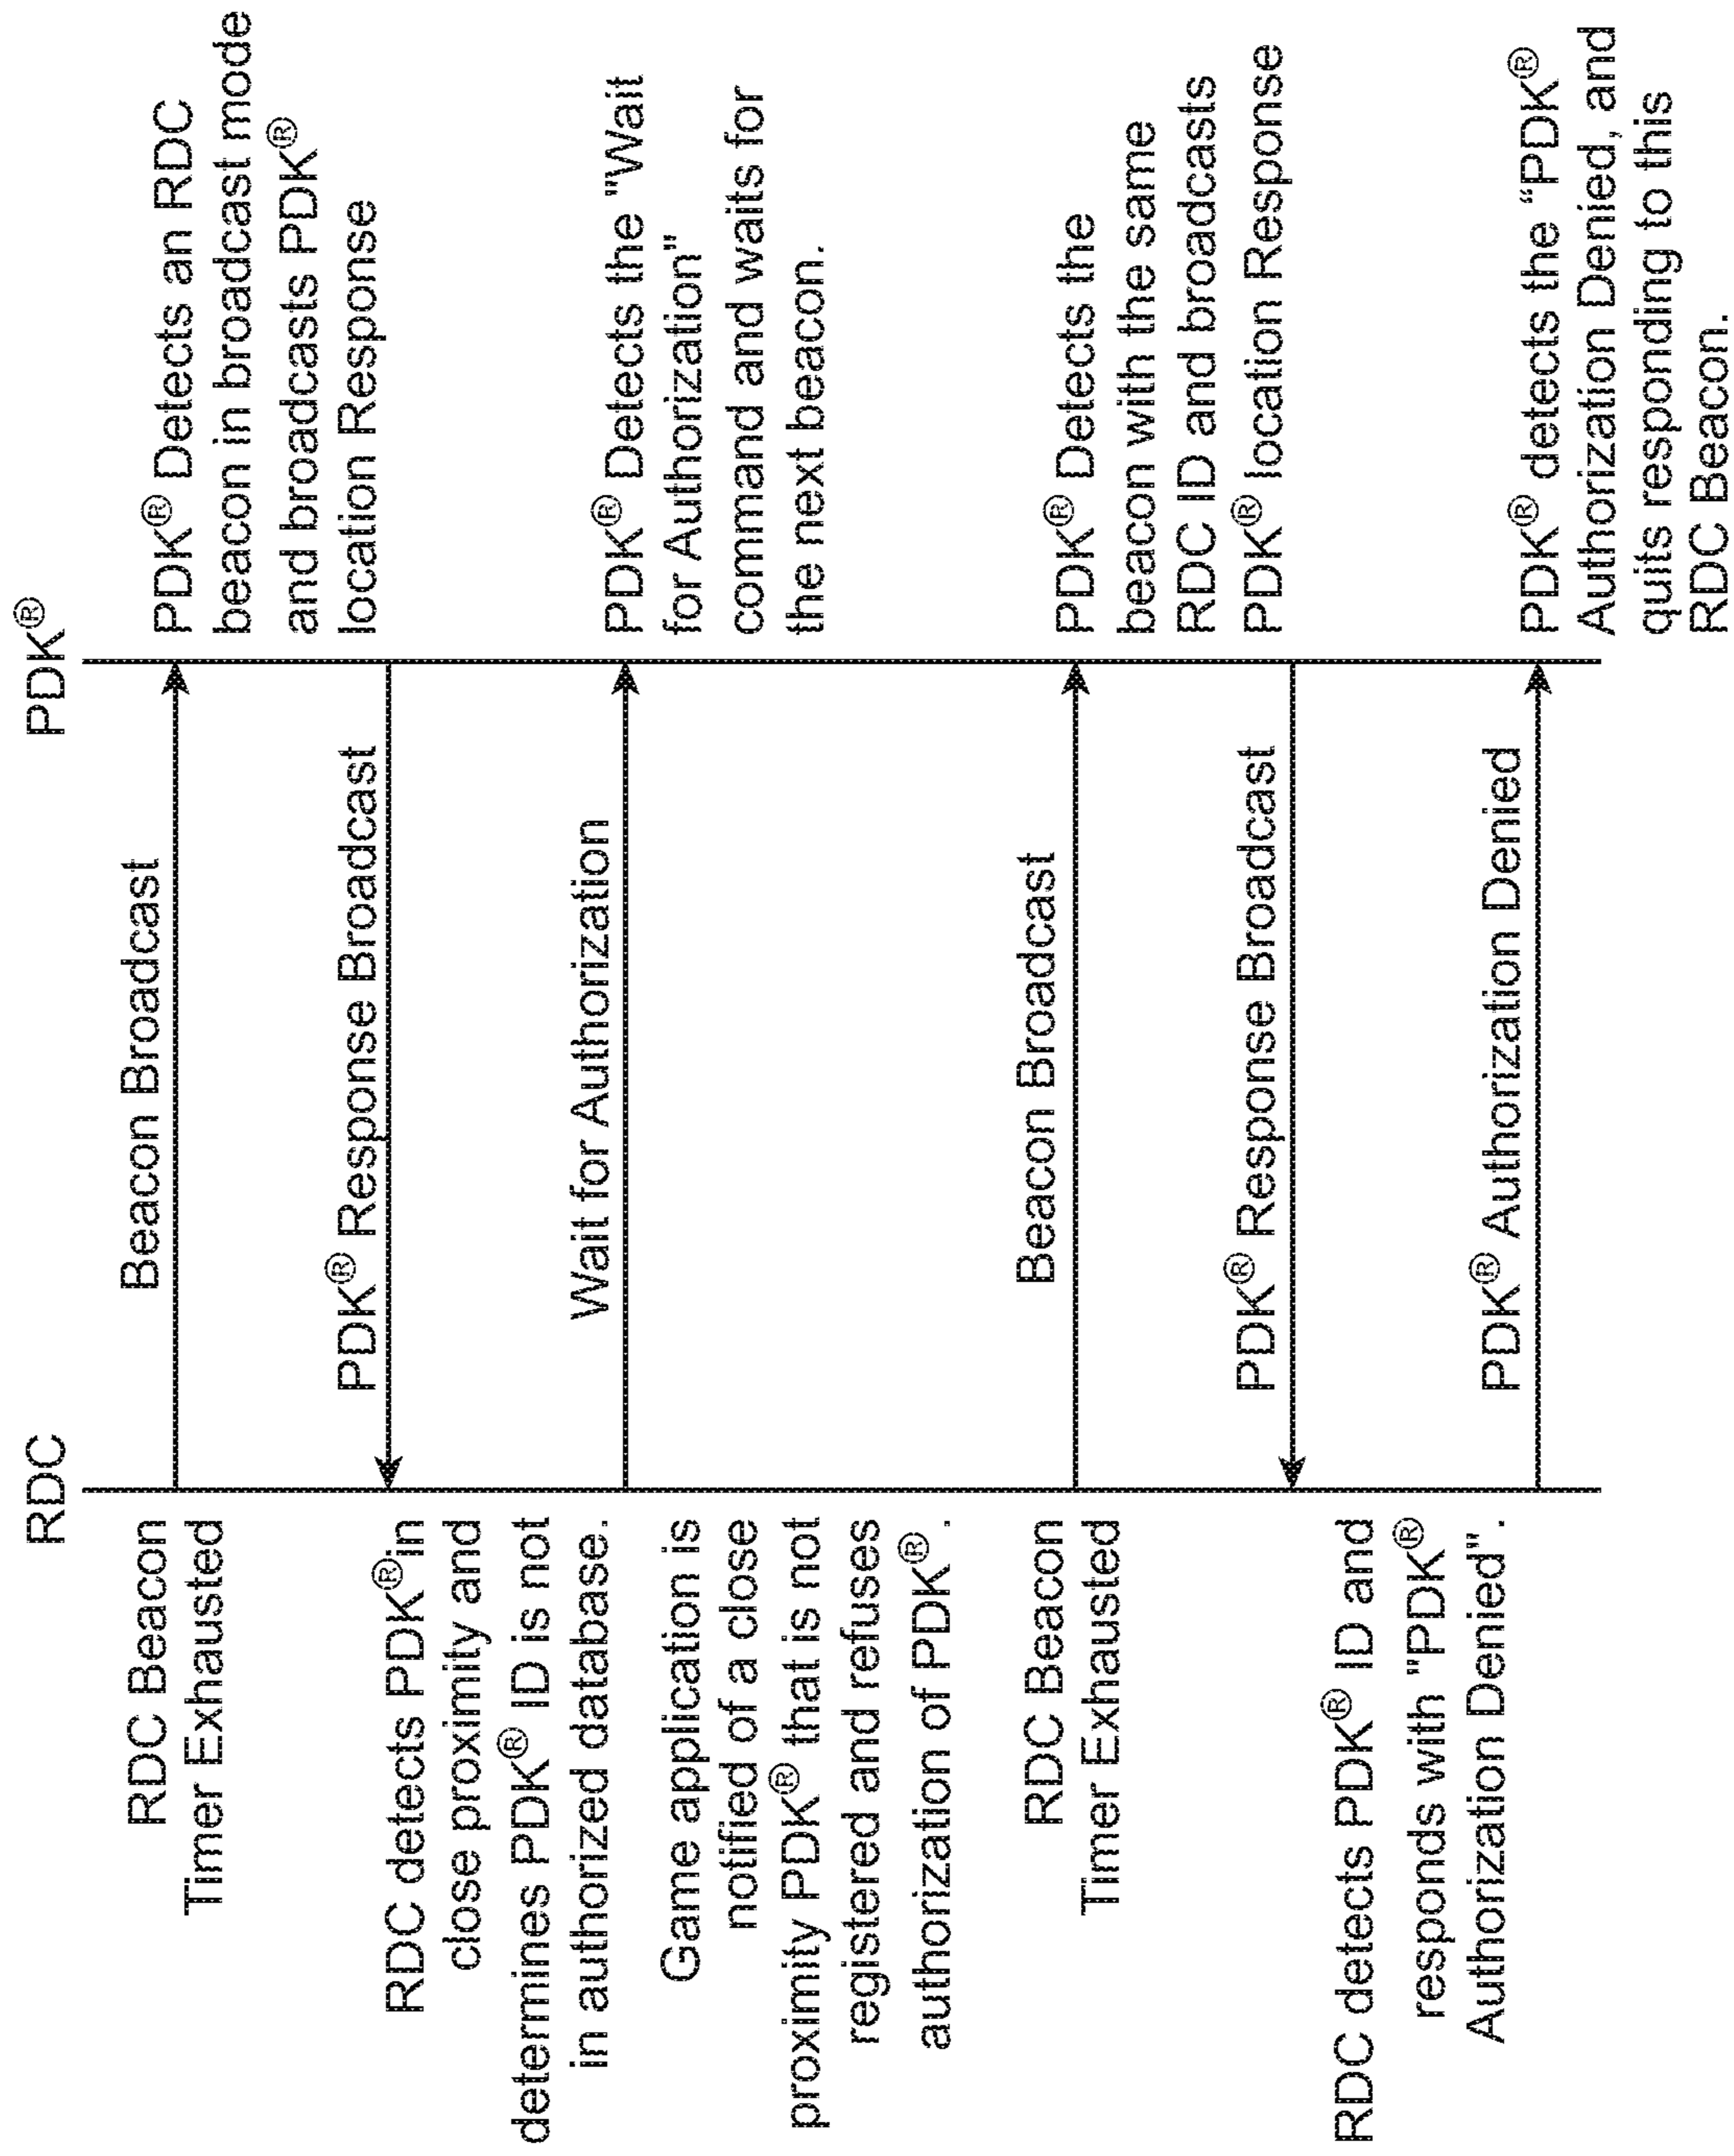 RDC
PDK®
RDC Beacon
Timer Exhausted
Beacon Broadcast
PDK® Detects an RDC
beacon in broadcast mode
and broadcasts PDK®
location Response
PDK® Response Broadcast
RDC detects PDK® in
close proximity and
determines PDK® ID is not
in authorized database.
Wait for Authorization
PDK® Detects the "Wait
for Authorization"
command and waits for
the next beacon.
Game application is
notified of a close
proximity PDK® that is not
registered and refuses
authorization of PDK®.
RDC Beacon
Timer Exhausted
Beacon Broadcast
PDK® Detects the
beacon with the same
RDC ID and broadcasts
PDK® location Response
PDK® Response Broadcast
RDC detects PDK® ID and
responds with "PDK®
Authorization Denied".
PDK® Authorization Denied
PDK® detects the “PDK®
Authorization Denied, and
quits responding to this
RDC Beacon.